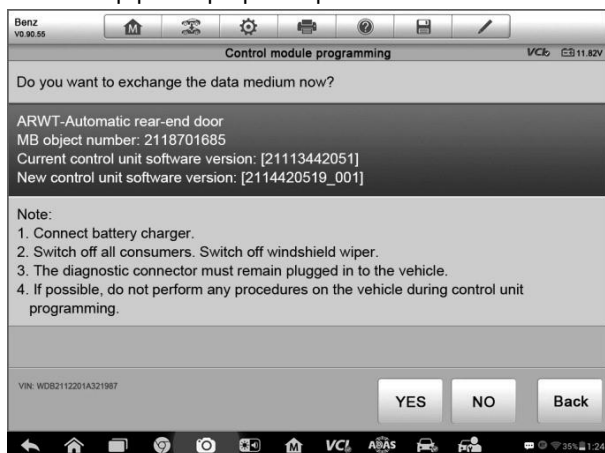 Benz
V0.90.55
Control module programming
VCI 11.82V
Do you want to exchange the data medium now?
ARWT-Automatic rear-end door
MB object number: 2118701685
Current control unit software version: [21113442051]
New control unit software version: [2114420519_001]
Note:
1. Connect battery charger.
2. Switch off all consumers. Switch off windshield wiper.
3. The diagnostic connector must remain plugged in to the vehicle.
4. If possible, do not perform any procedures on the vehicle during control unit
programming.
VIN: WDB2112201A321987
YES
NO
Back
M
VCI
ADAS
35%
1:24